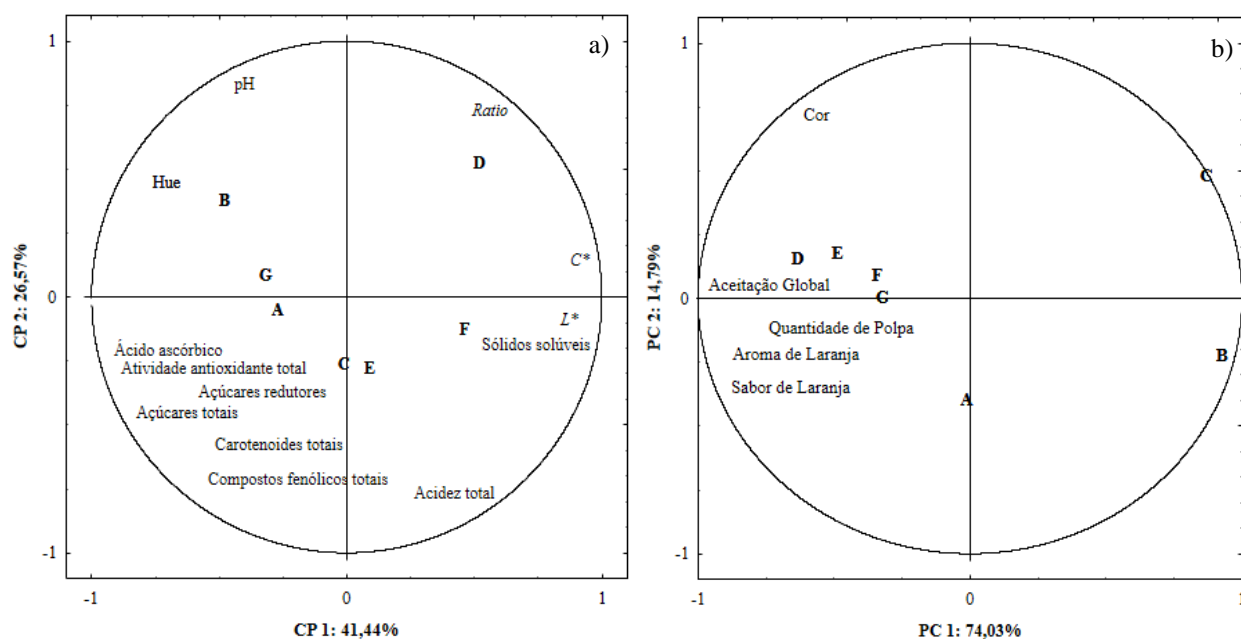 a)
1
pH
Ratio
D
Hue
B
C*
G
0
A
L*
F
Sólidos solúveis
Ácido ascórbico
C
E
Atividade antioxidante total
Açúcares redutores
Açúcares totais
Carotenoides totais
Compostos fenólicos totais
Acidez total
-1
-1
0
1
CP 2: 26,57%
CP 1: 41,44%
b)
1
Cor
C
D
E
F
Aceitação Global
G
0
Quantidade de Polpa
Aroma de Laranja
B
Sabor de Laranja
A
-1
-1
0
1
PC 2: 14,79%
PC 1: 74,03%